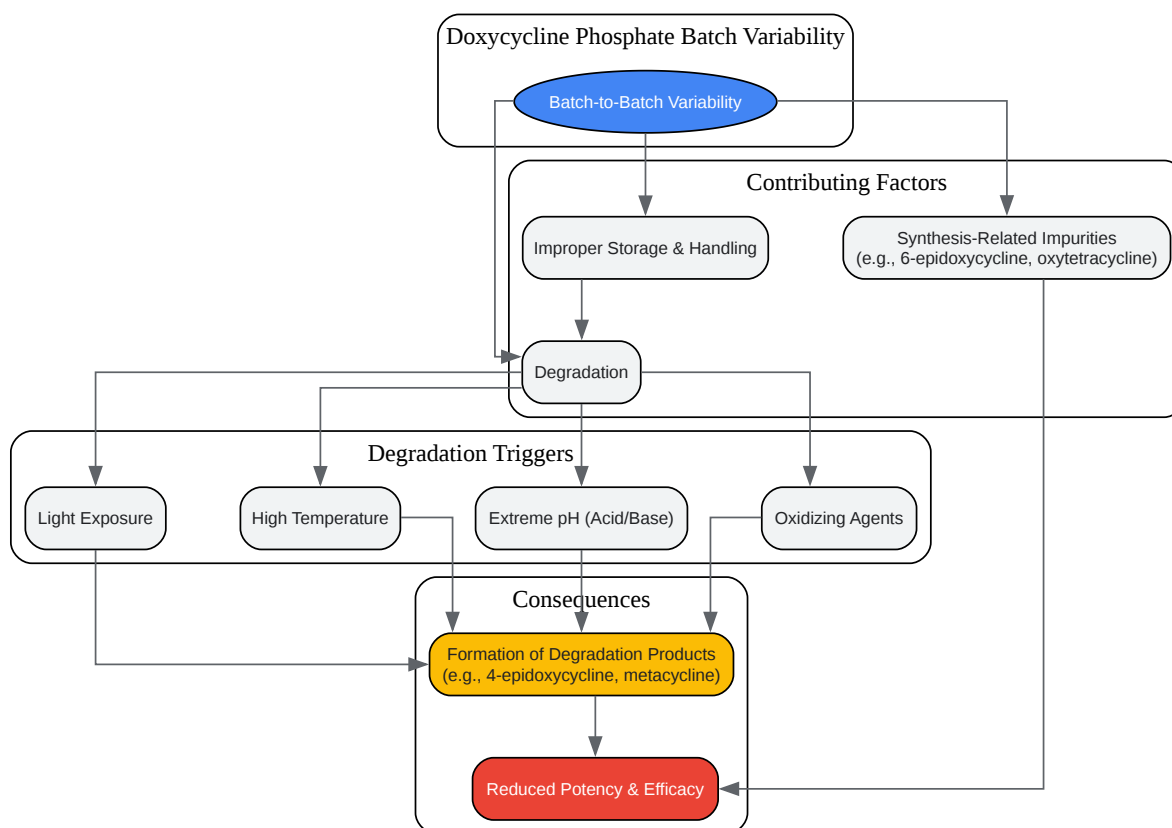 Doxycycline Phosphate Batch Variability
Batch-to-Batch Variability
Contributing Factors
Improper Storage & Handling
Synthesis-Related Impurities
(e.g., 6-epidoxycycline, oxytetracycline)
Degradation
Degradation Triggers
Light Exposure
High Temperature
Extreme pH (Acid/Base)
Oxidizing Agents
Consequences
Formation of Degradation Products
(e.g., 4-epidoxycycline, metacycline)
Reduced Potency & Efficacy